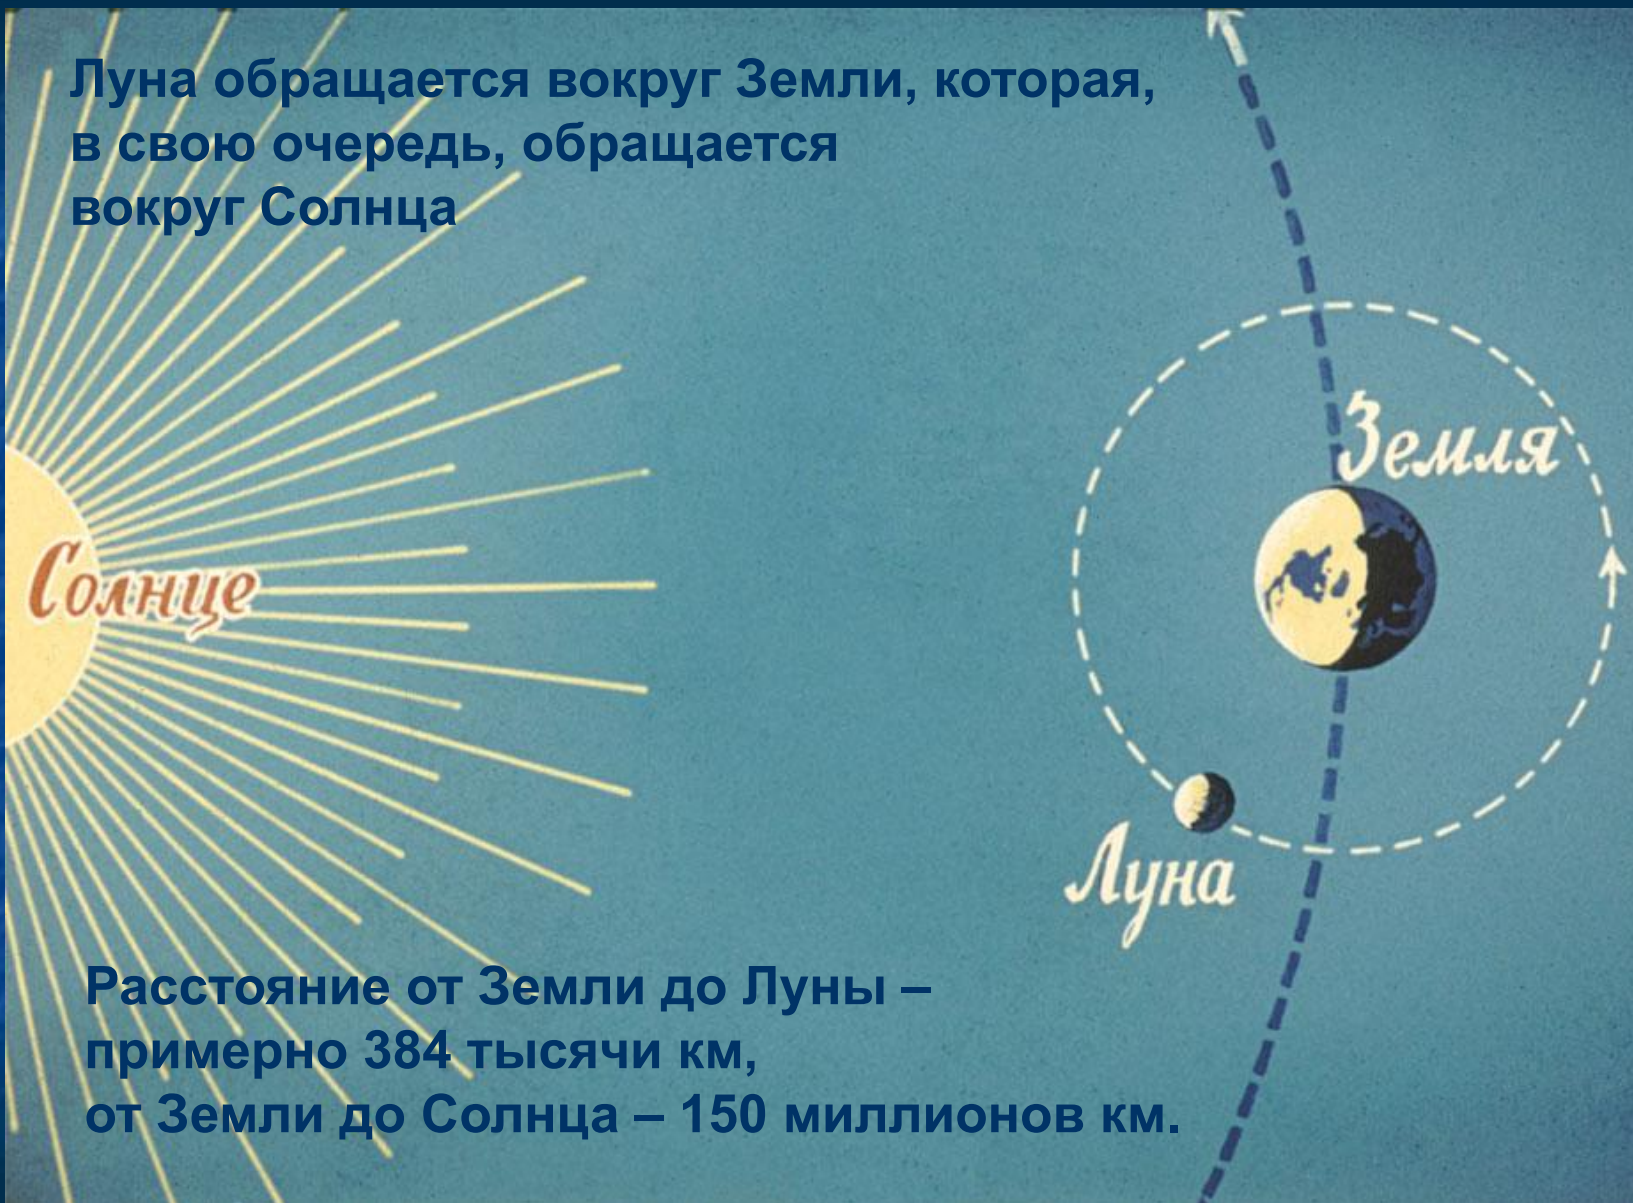 Луна обращается вокруг Земли, которая,
в свою очередь, обращается
вокруг Солнца
Земля
Солнце
Луна
Расстояние от Земли до Луны –
примерно 384 тысячи км,
от Земли до Солнца – 150 миллионов км.